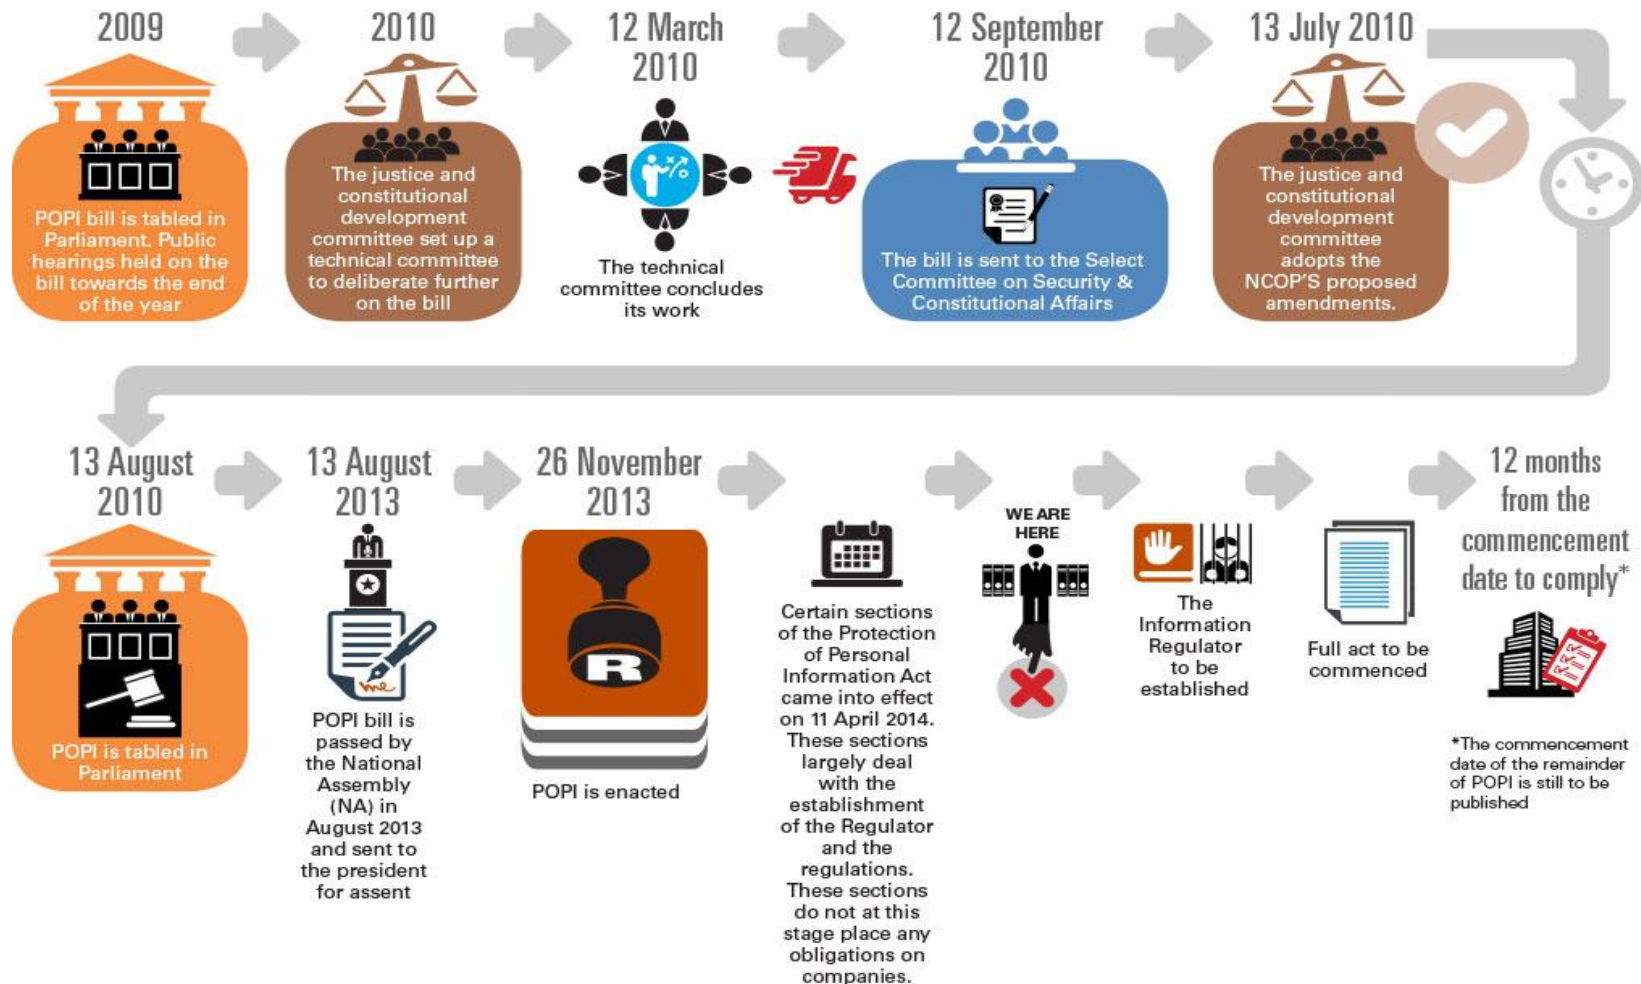 2009
POPI bill is tabled in
Parliament. Public
hearings held on the
bill towards the end
of the year
2010
The justice and
constitutional
development
committee set up a
technical committee
to deliberate further
on the bill
12 March
2010
The technical
committee concludes
its work
12 September
2010
The bill is sent to the Select
Committee on Security &
Constitutional Affairs
13 July 2010
The justice and
constitutional
development
committee
adopts the
NCOP'S proposed
amendments.
13 August
2010
POPI is tabled in
Parliament
13 August
2013
POPI bill is
passed by
the National
Assembly
(NA) in
August 2013
and sent to
the president
for assent
26 November
2013
R
POPI is enacted
Certain sections
of the Protection
of Personal
Information Act
came into effect
on 11 April 2014.
These sections
largely deal
with the
establishment
of the Regulator
and the
regulations.
These sections
do not at this
stage place any
obligations on
companies.
WE ARE
HERE
The
Information
Regulator
to be
established
Full act to be
commenced
12 months
from the
commencement
date to comply*
*The commencement
date of the remainder
of POPI is still to be
published